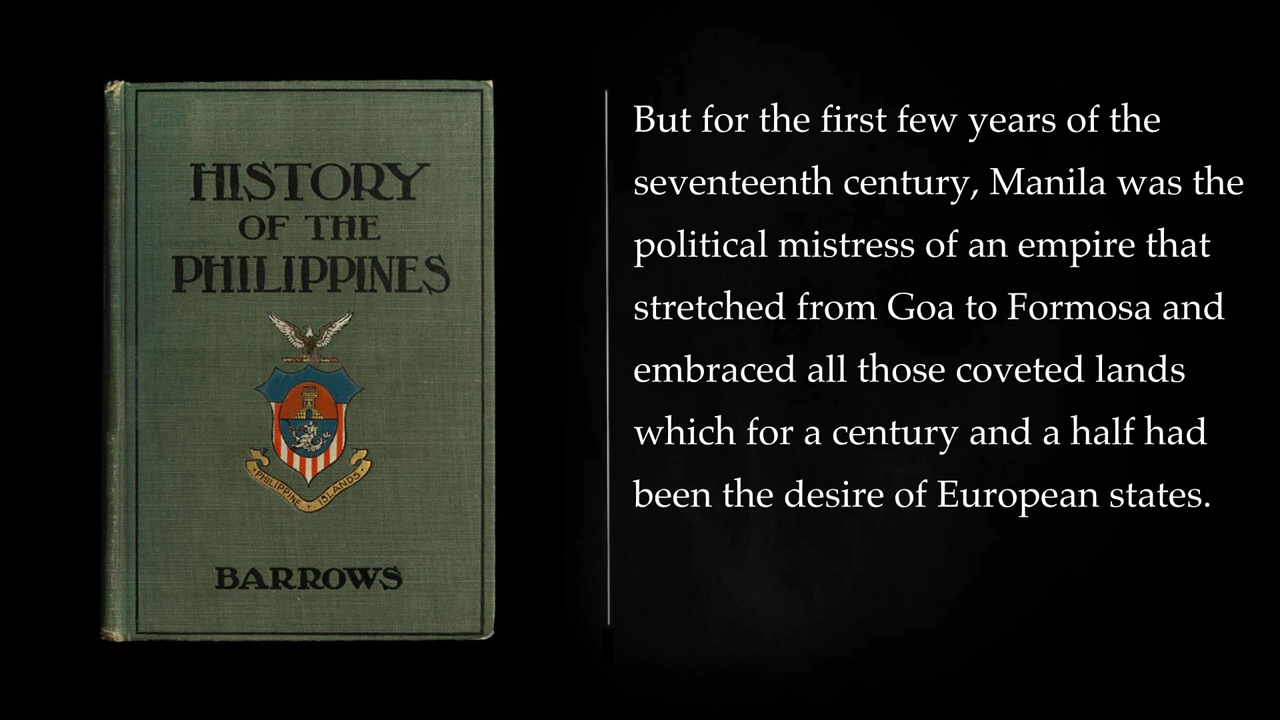 HISTORY
OF THE
PHILIPPINES
PHILIPPINE ISLANDS
BARROWS
But for the first few years of the
seventeenth century, Manila was the
political mistress of an empire that
stretched from Goa to Formosa and
embraced all those coveted lands
which for a century and a half had
been the desire of European states.